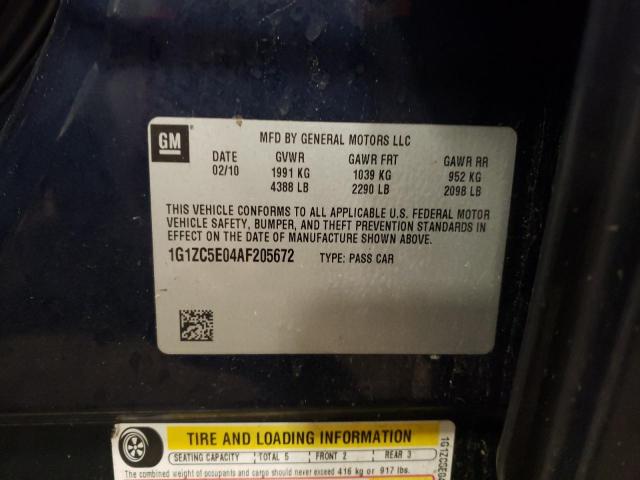 GM
MFD BY GENERAL MOTORS LLC
DATE GVWR GAWR FRT GAWR RR
02/10 1991 KG 1039 KG 952 KG
4388 LB 2290 LB 2098 LB
THIS VEHICLE CONFORMS TO ALL APPLICABLE U.S. FEDERAL MOTOR
VEHICLE SAFETY, BUMPER, AND THEFT PREVENTION STANDARDS IN
EFFECT ON THE DATE OF MANUFACTURE SHOWN ABOVE.
1G1ZC5E04AF205672 TYPE: PASS CAR
TIRE AND LOADING INFORMATION
SEATING CAPACITY TOTAL 5 FRONT 2 REAR 3
The combined weight of occupants and cargo should never exceed 416 kg or 917 lbs.